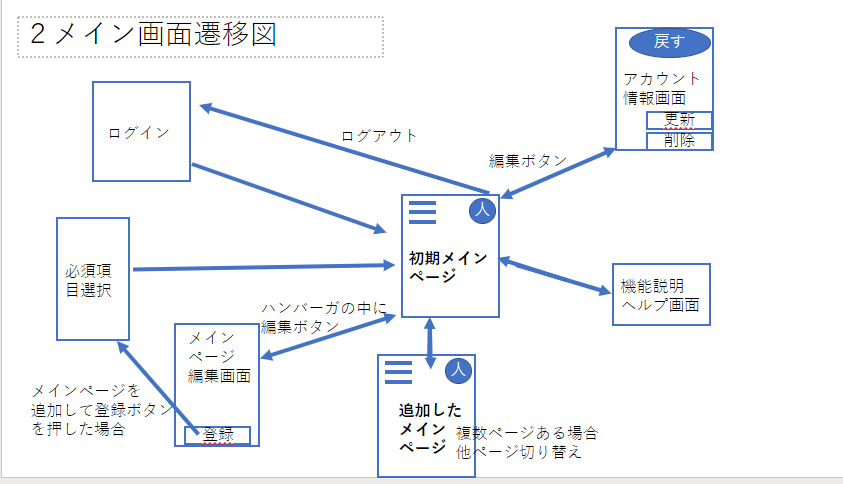 ２メイン画面遷移図
戻す
アカウント
情報画面
更新
削除
ログイン
ログアウト
編集ボタン
人
初期メイン
ページ
必須項
目選択
機能説明
ヘルプ画面
ハンバーガの中に
編集ボタン
メイン
ページ
編集画面
登録
メインページを
追加して登録ボタン
を押した場合
人
追加した
メイン
ページ
複数ページある場合
他ページ切り替え